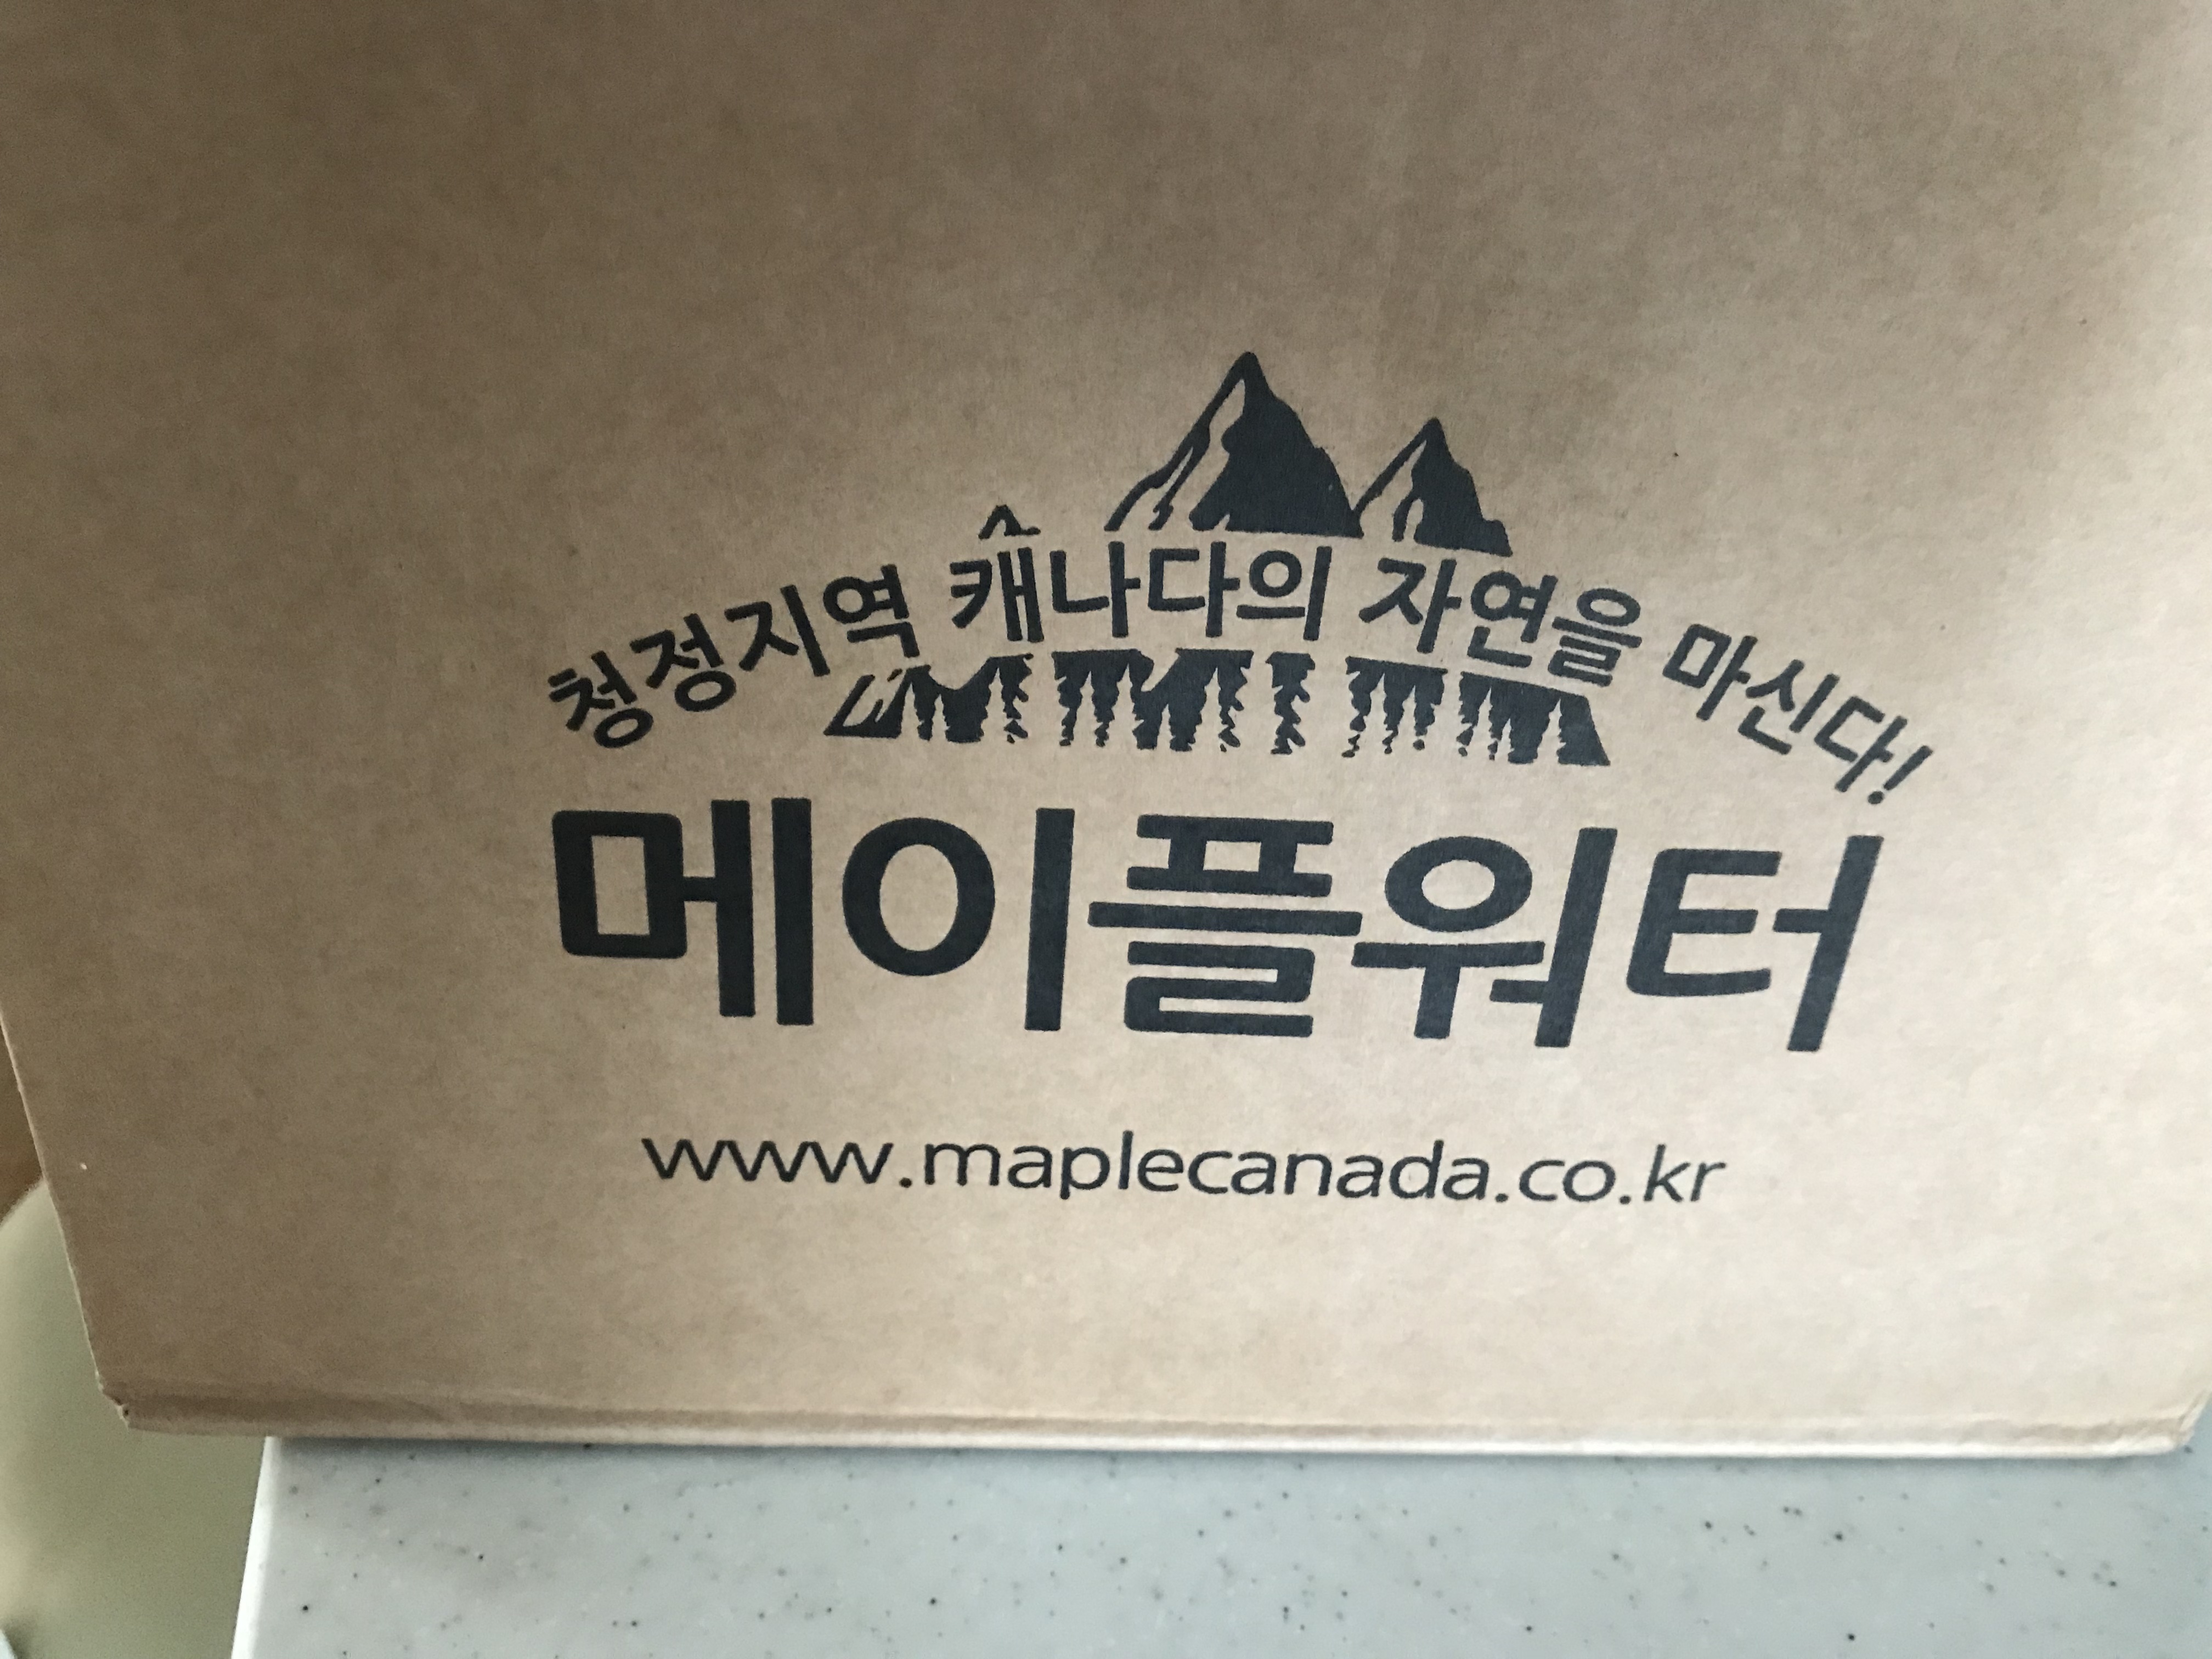 청정지역 캐나다의 자연을 마신다!
메이플워터
www.maplecanada.co.kr